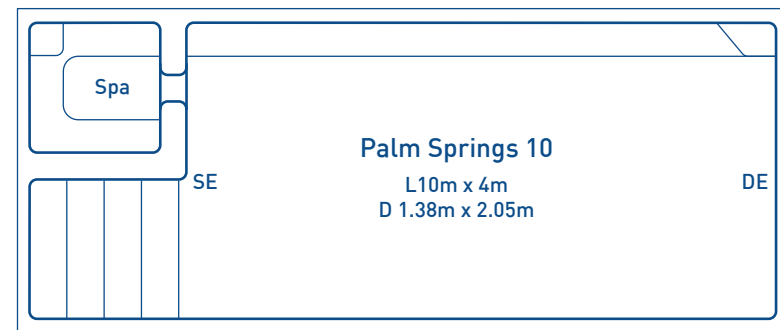 Spa
Palm Springs 10
SE
L10m x 4m
DE
D 1.38m x 2.05m